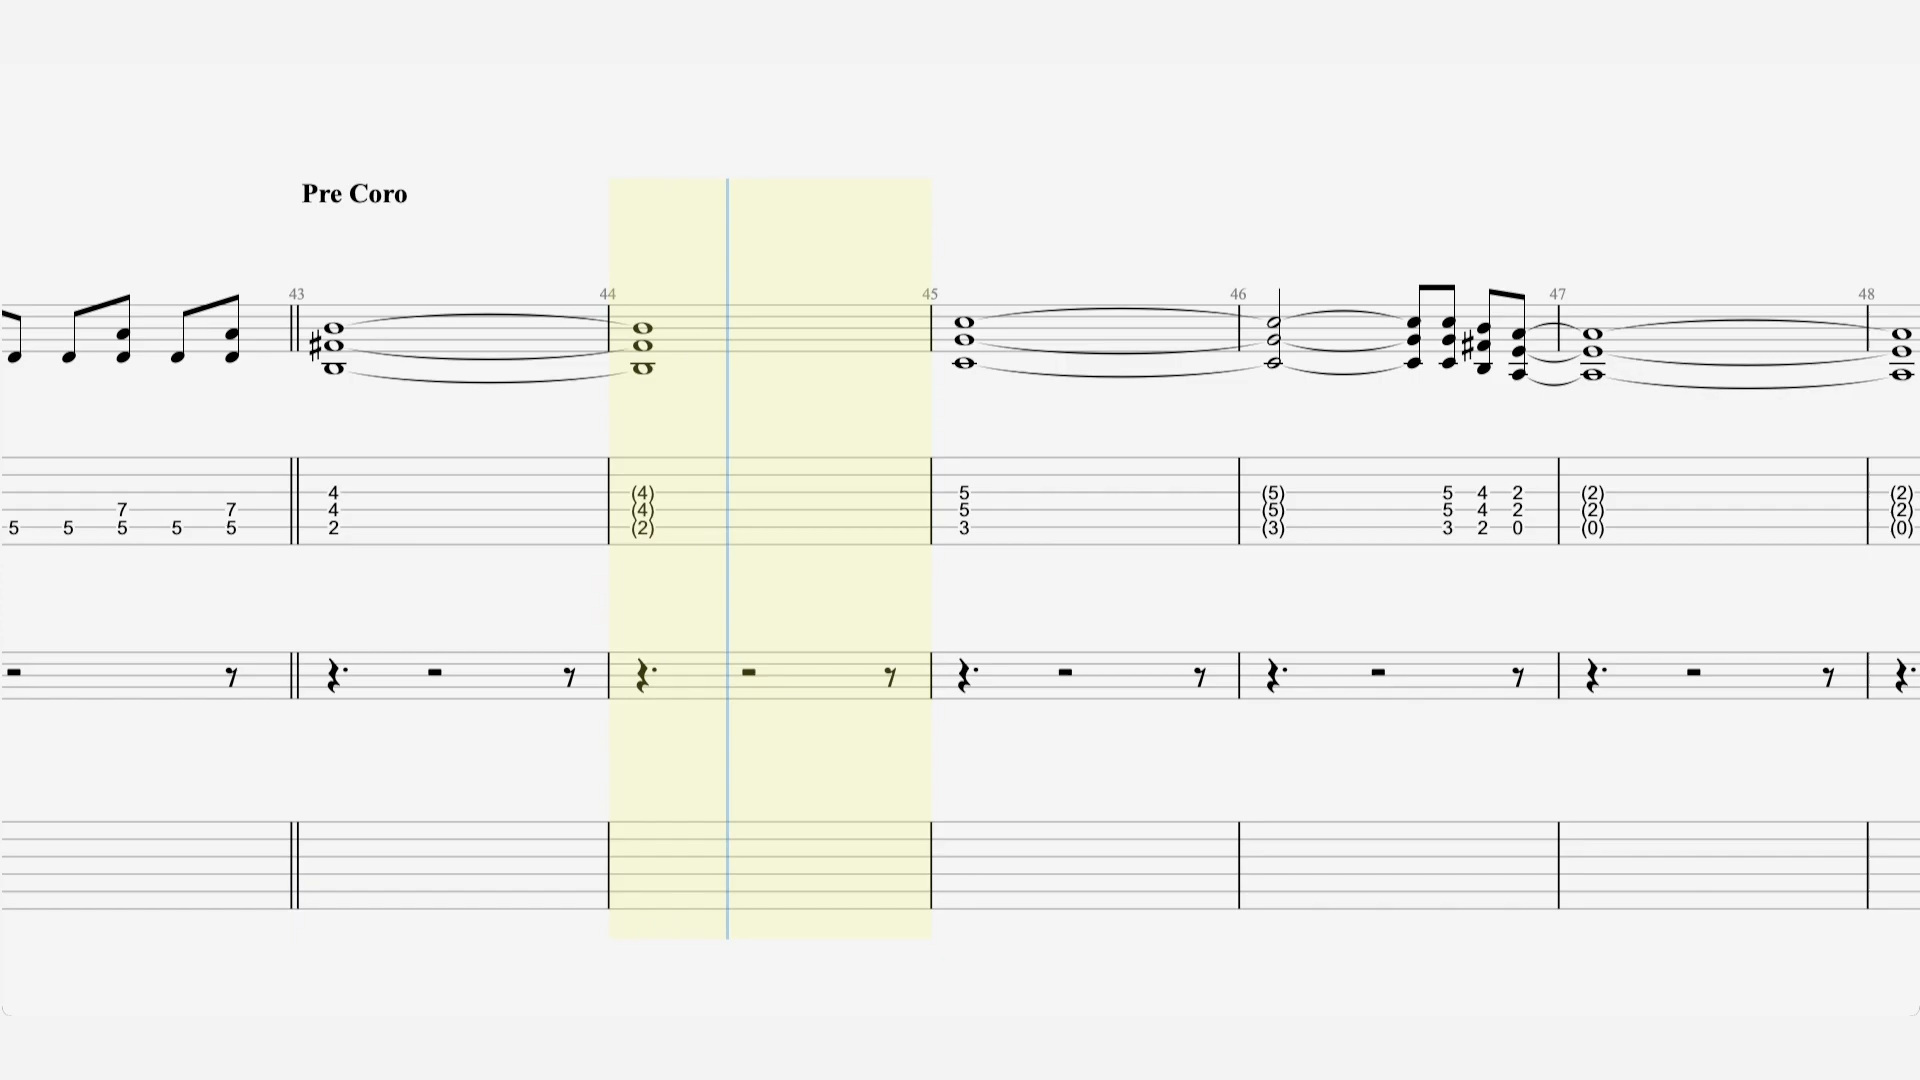 Pre Coro
43 44 45 46 47 48
4 (4) 5 (5) 5 4 2 (2) (2)
7 7 4 (4) 5 (5) 5 4 2 (2) (2)
5 5 5 5 5 2 (2) 3 (3) 3 2 0 (0) (0)